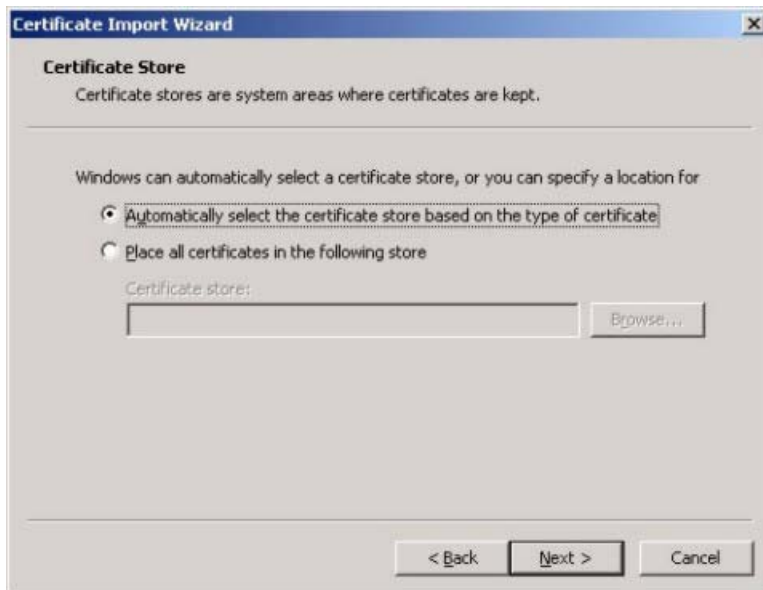 Certificate Import Wizard
Certificate Store
Certificate stores are system areas where certificates are kept.
Windows can automatically select a certificate store, or you can specify a location for
Automatically select the certificate store based on the type of certificate
Place all certificates in the following store
Certificate store:
Browse...
< Back Next > Cancel